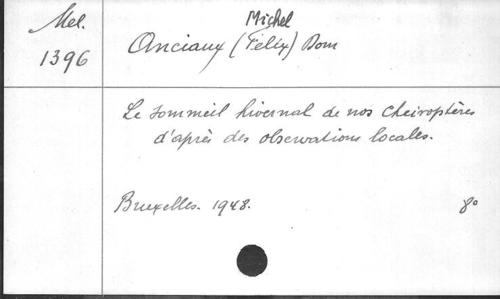 Mel.
1396
Michel
Anciaux (Félix) Dom
Le sommeil hivernal de nos cheiroptères
d'après des observations locales.
Bruxelles. 1948. 8°